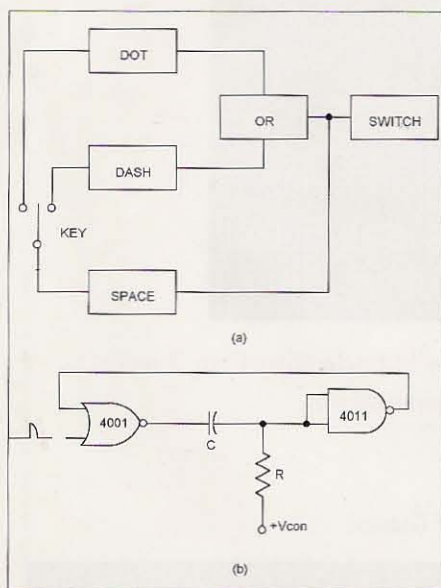 DOT
OR
SWITCH
DASH
KEY
SPACE
(a)
4001
4011
C
R
+Vcon
(b)